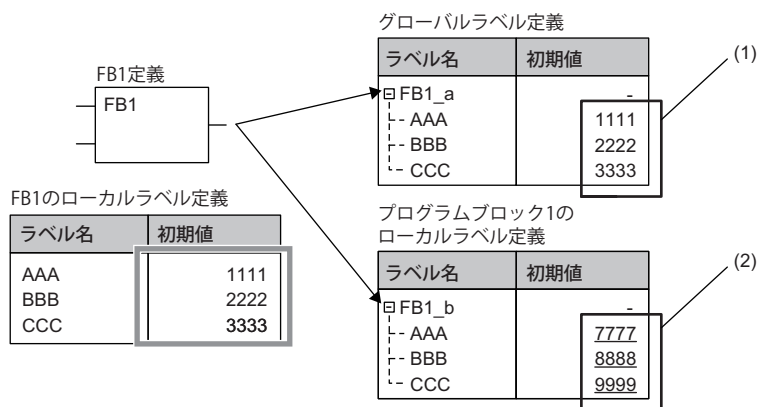 グローバルラベル定義
ラベル名 初期値
FB1_a -
AAA 1111
BBB 2222
CCC 3333
(1)
FB1定義
FB1
FB1のローカルラベル定義
ラベル名 初期値
AAA 1111
BBB 2222
CCC 3333
プログラムブロック1の
ローカルラベル定義
ラベル名 初期値
FB1_b -
AAA 7777
BBB 8888
CCC 9999
(2)